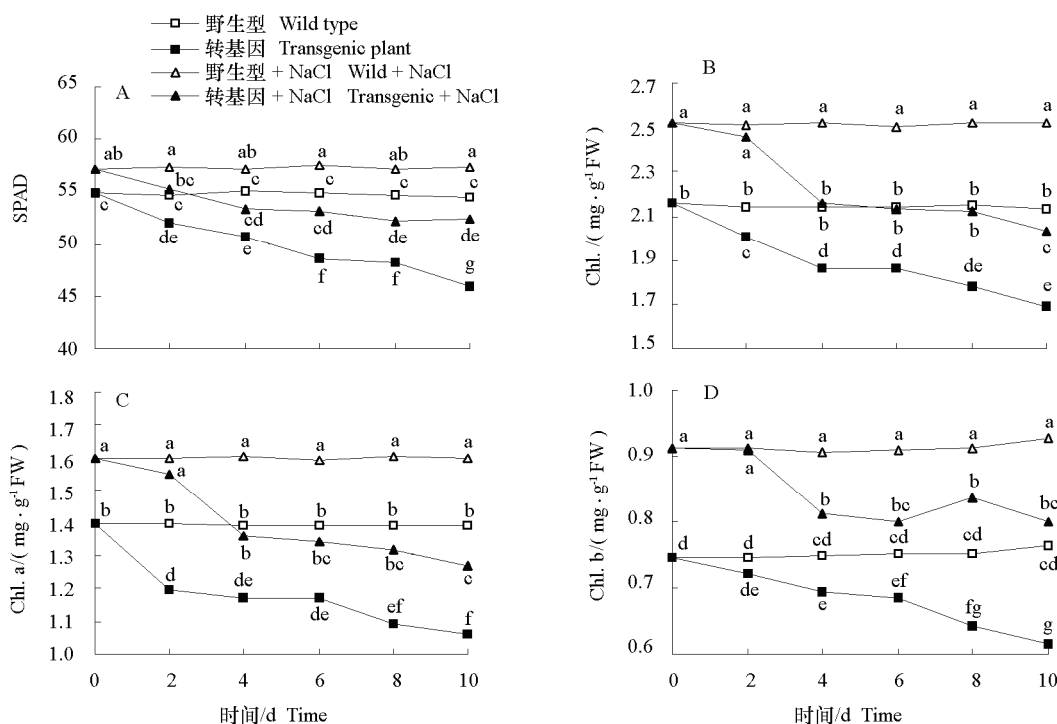 野生型 Wild type
转基因 Transgenic plant
野生型 + NaCl Wild + NaCl
转基因 + NaCl Transgenic + NaCl
A
65
60
55
50
45
40
SPAD
ab a ab a ab a
bc
c c c c c
c c cd cd de de
de e f f g
B
2.7
2.5
2.3
2.1
1.9
1.7
1.5
Chl. /( mg · g⁻¹ FW )
a a a a a a
a
b b b b b b
b b b c
c d d de e
C
1.8
1.7
1.6
1.5
1.4
1.3
1.2
1.1
1.0
Chl. a/( mg · g⁻¹ FW )
a a a a a a
a
b b b b b b
b bc bc c
d de de ef f
0 2 4 6 8 10
时间/d Time
D
1.0
0.9
0.8
0.7
0.6
Chl. b/( mg · g⁻¹ FW )
a a a a a a
a
b bc b bc
d d cd cd cd cd
de e ef fg g
0 2 4 6 8 10
时间/d Time